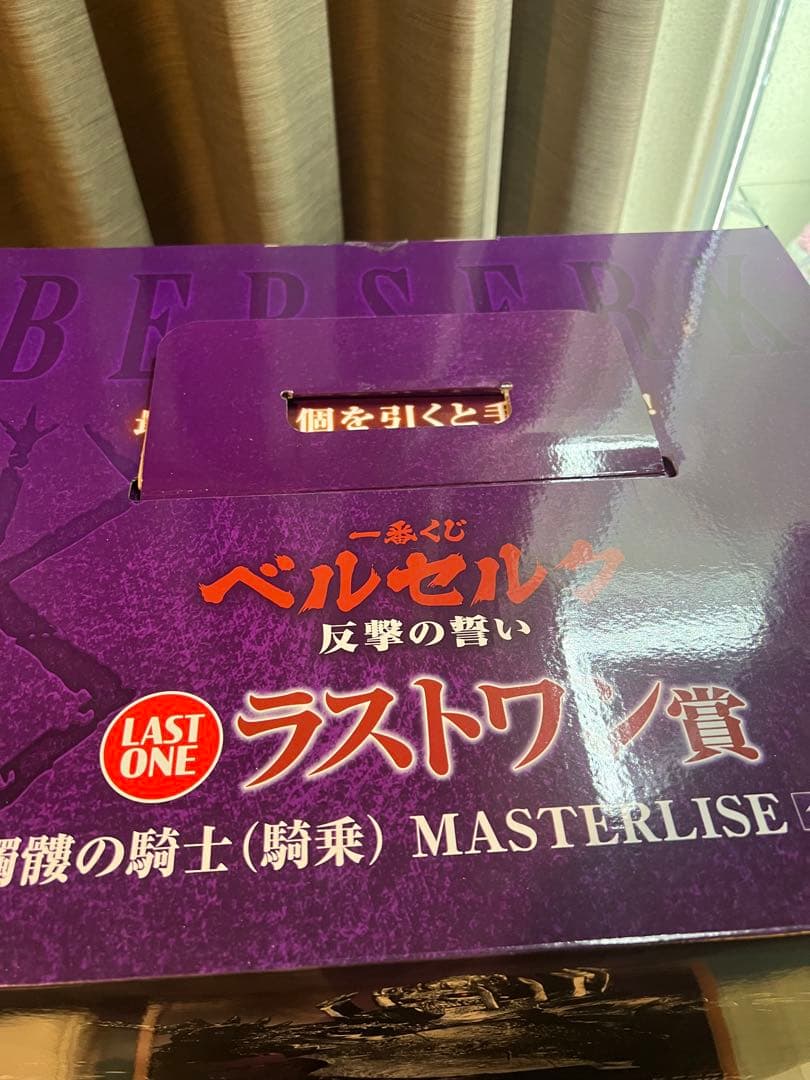 BERSERK
個を引くと手
一番くじ
ベルセルク
反撃の誓い
LAST
ONE
ラストワン賞
髑髏の騎士(騎乗) MASTERLISE